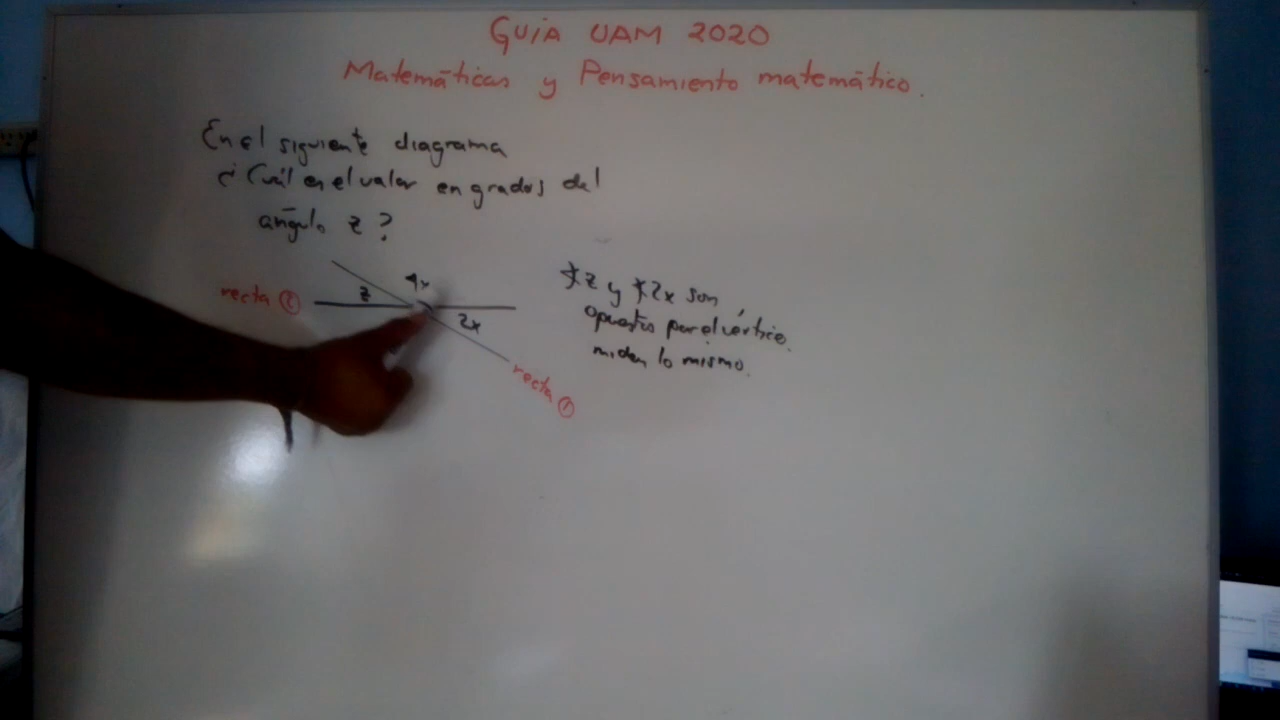 GUIA UAM 2020
Matemáticas y Pensamiento matemático.
En el siguiente diagrama
¿Cuál en el valor en grados del
ángulo z?
4x
recta ② z
2x
recta ①
∢z y ∢2x son
opuestos por el vértice.
miden lo mismo.